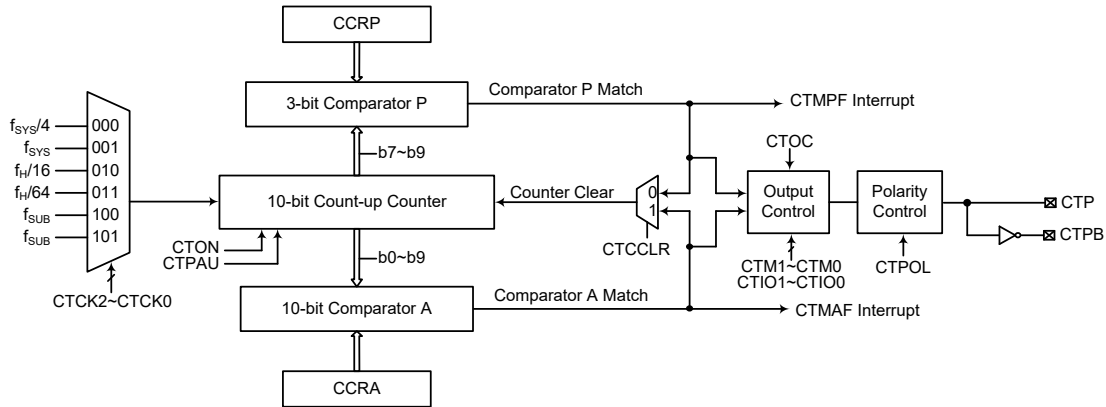 CCRP
3-bit Comparator P
Comparator P Match
CTMPF Interrupt
b7~b9
fSYS/4
000
fSYS
001
fH/16
010
fH/64
011
fSUB
100
fSUB
101
CTCK2~CTCK0
10-bit Count-up Counter
CTON
CTPAU
Counter Clear
0
1
CTCCLR
CTOC
Output
Control
CTM1~CTM0
CTIO1~CTIO0
Polarity
Control
CTPOL
CTP
CTPB
b0~b9
10-bit Comparator A
Comparator A Match
CTMAF Interrupt
CCRA